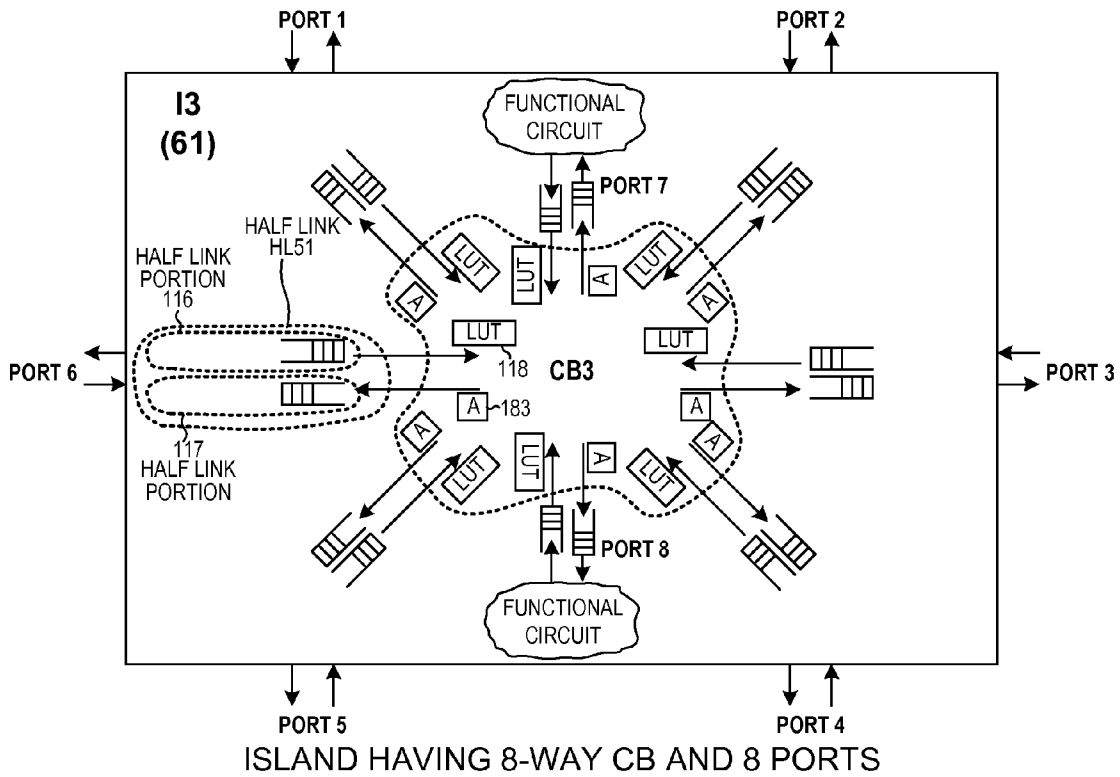 PORT 1
PORT 2
I3
(61)
FUNCTIONAL
CIRCUIT
PORT 7
HALF LINK
HL51
HALF LINK
PORTION
116
LUT
LUT
LUT
A
A
A
LUT
118
LUT
CB3
PORT 6
PORT 3
A
183
A
117
HALF LINK
PORTION
A
LUT
LUT
A
LUT
A
PORT 8
FUNCTIONAL
CIRCUIT
PORT 5
PORT 4
ISLAND HAVING 8-WAY CB AND 8 PORTS